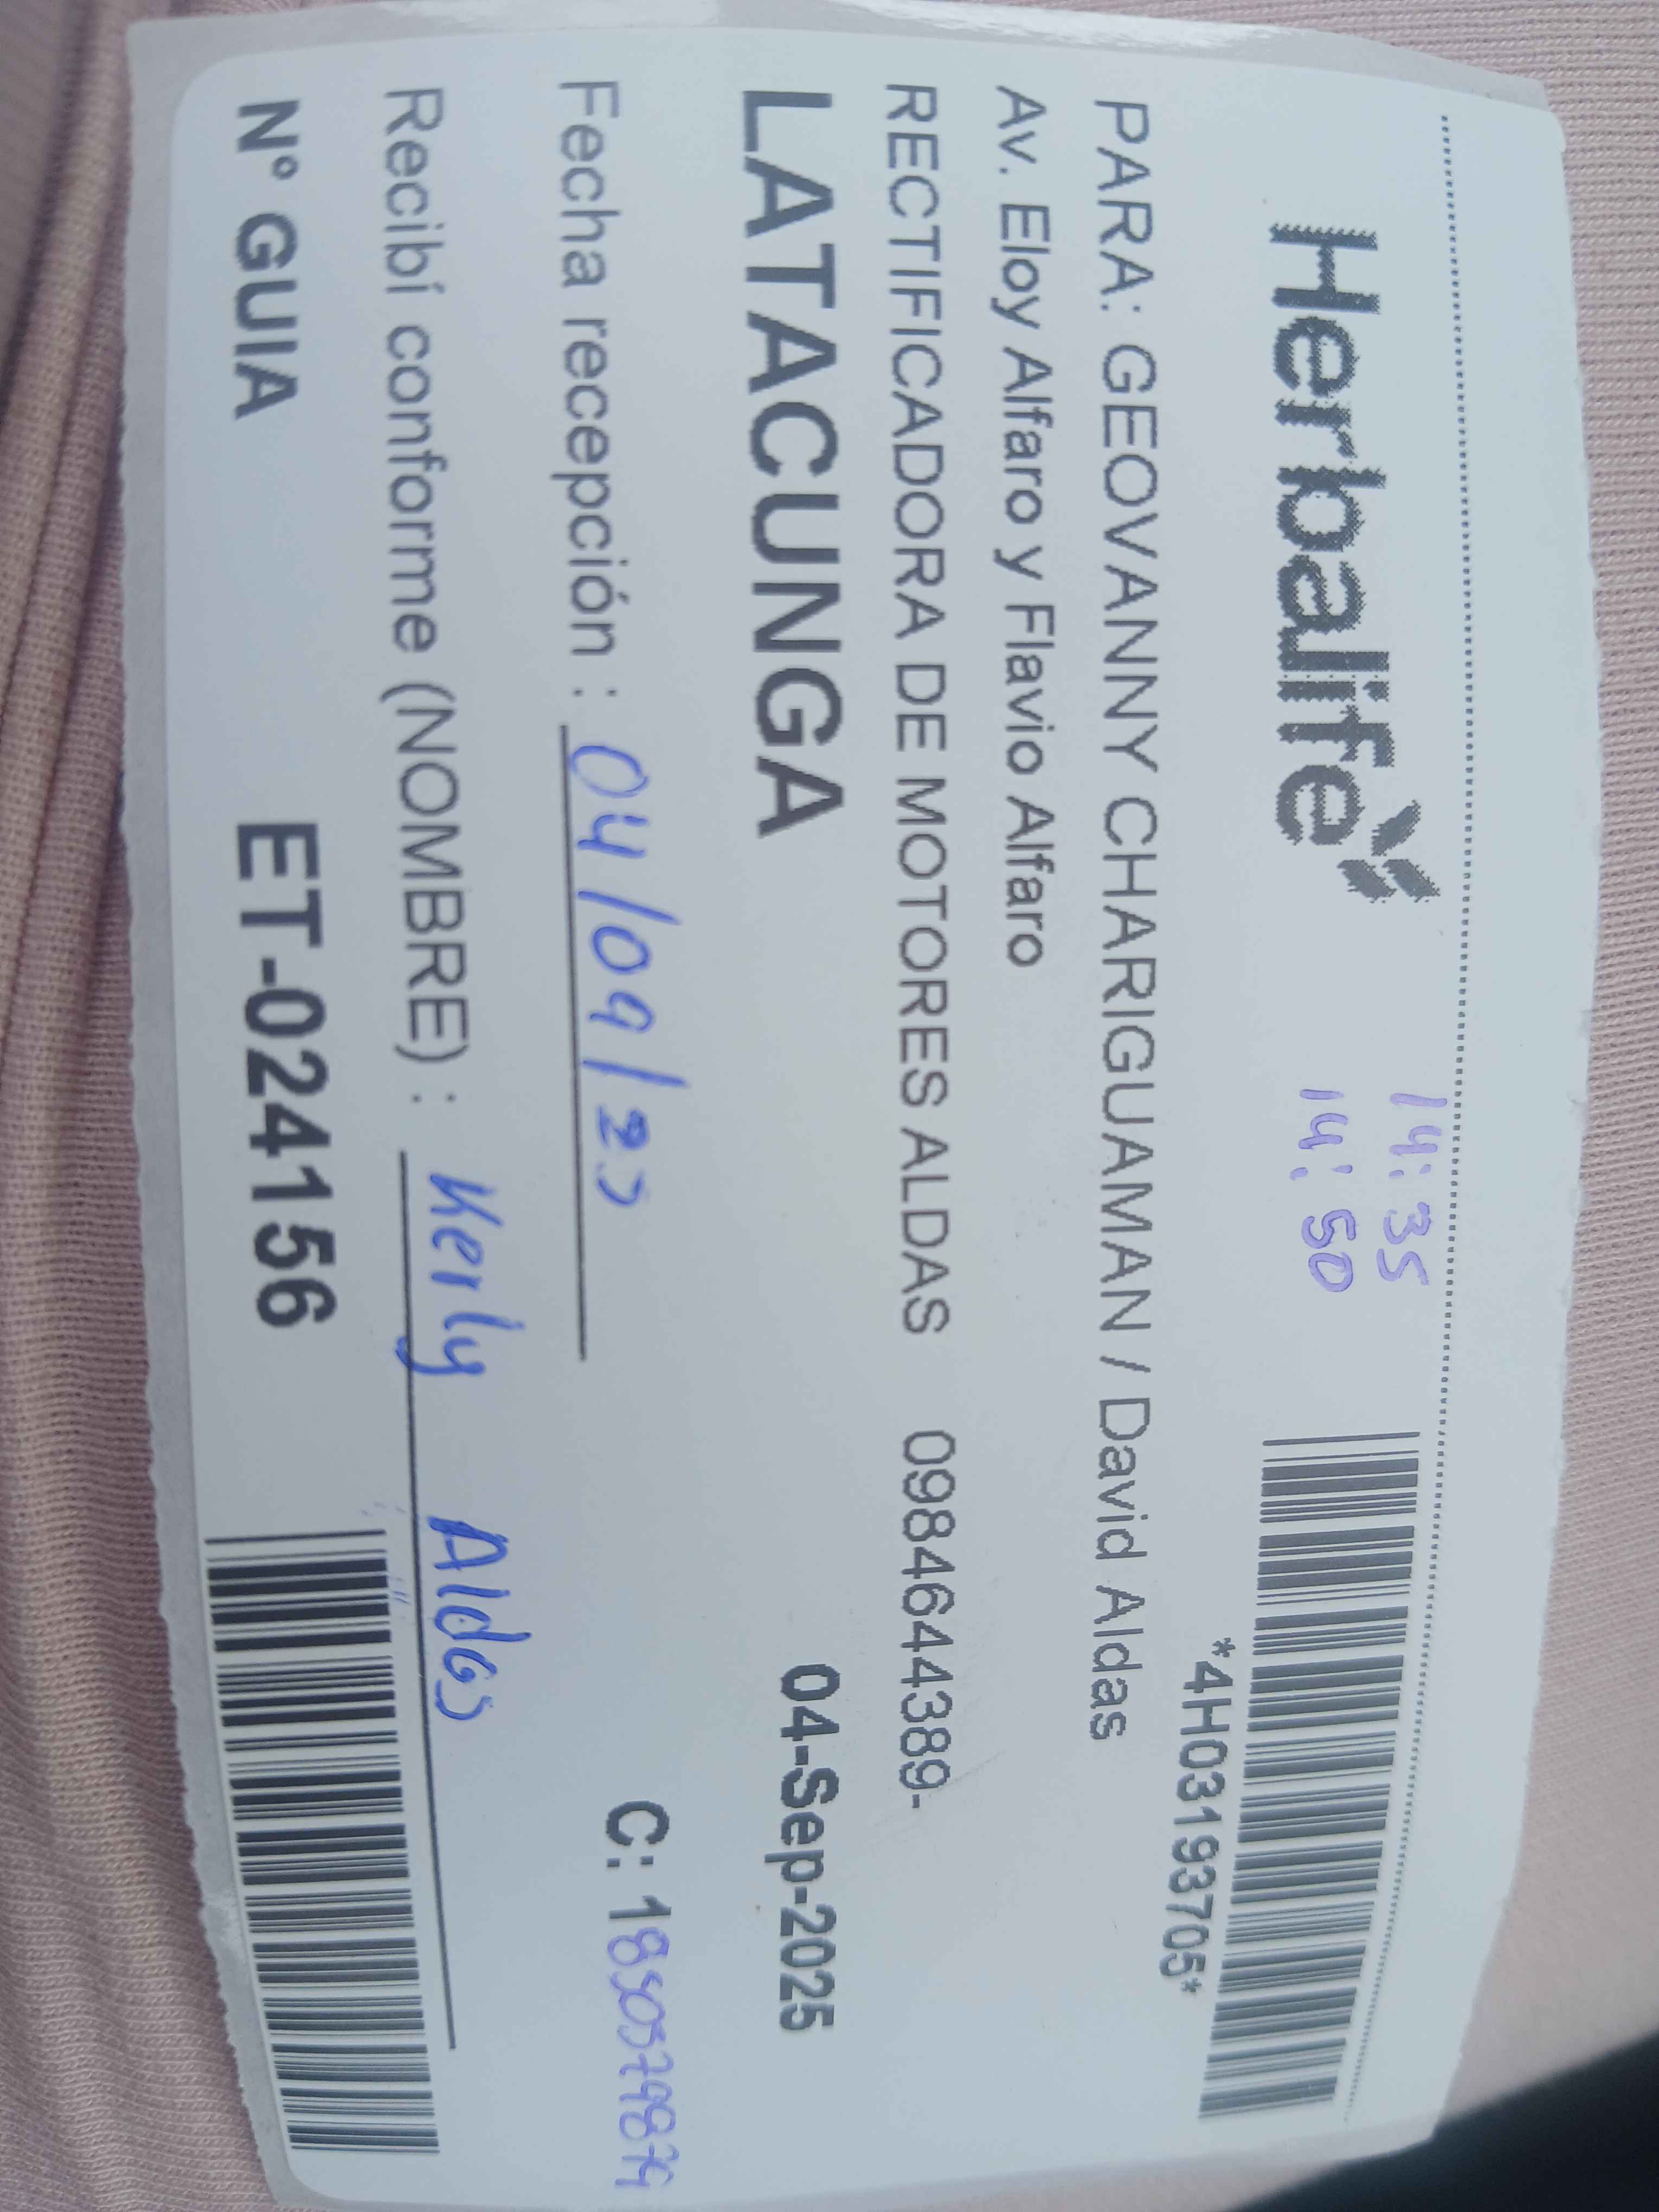 Herbalife
14:35
14:50
*4H03193705*
PARA: GEOVANNY CHARIGUAMAN / David Aldas
Av. Eloy Alfaro y Flavio Alfaro
RECTIFICADORA DE MOTORES ALDAS 0984644389-
LATACUNGA 04-Sep-2025
Fecha recepción : 04/09/25 C:
Recibí conforme (NOMBRE) : Kerly Aldas
N° GUIA ET-024156